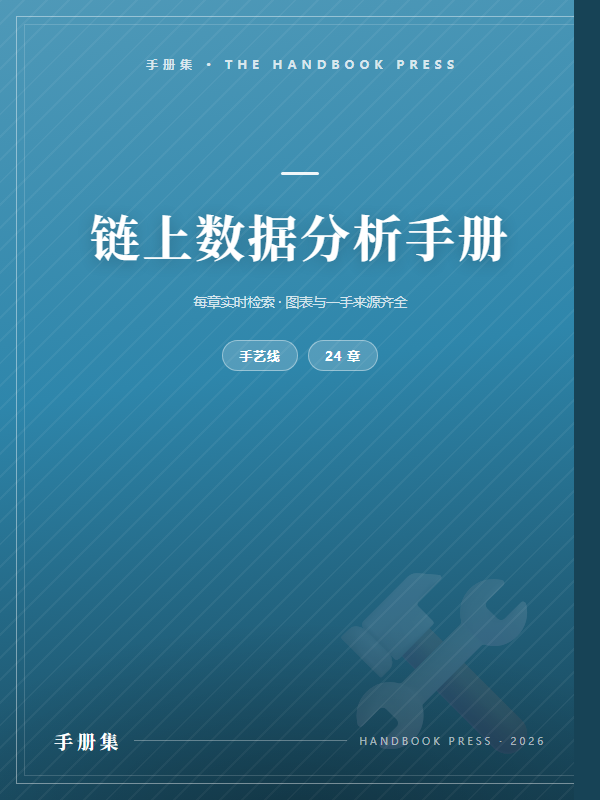 手册集 • THE HANDBOOK PRESS
链上数据分析手册
每章实时检索 · 图表与一手来源齐全
手艺线
24 章
手册集
HANDBOOK PRESS · 2026